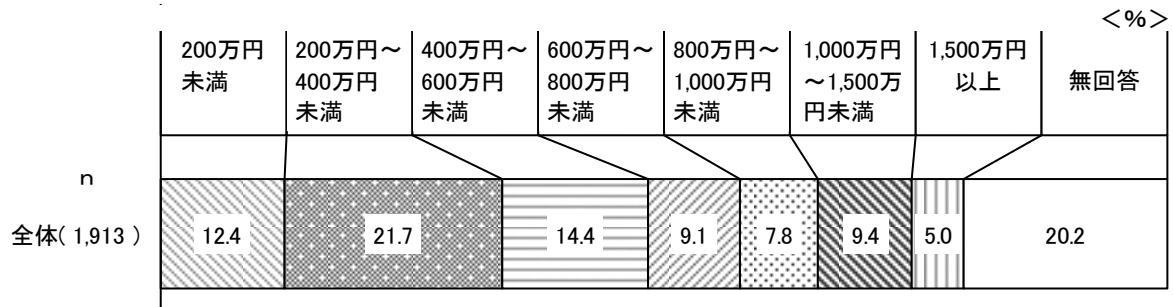 ＜%＞
200万円
未満
200万円～
400万円
未満
400万円～
600万円
未満
600万円～
800万円
未満
800万円～
1,000万円
未満
1,000万円
～1,500万
円未満
1,500万円
以上
無回答
n
全体( 1,913 )
12.4
21.7
14.4
9.1
7.8
9.4
5.0
20.2